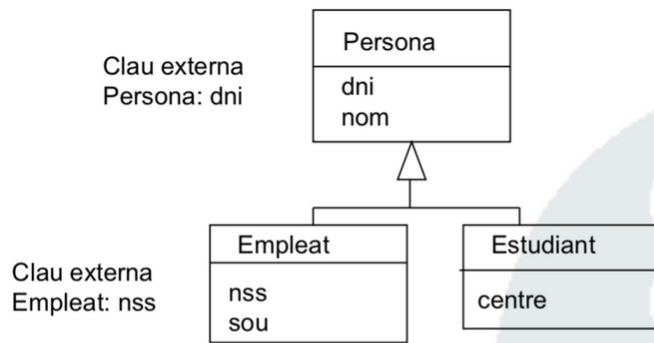 Persona
Clau externa
Persona: dni
dni
nom
Empleat
Estudiant
Clau externa
Empleat: nss
nss
sou
centre